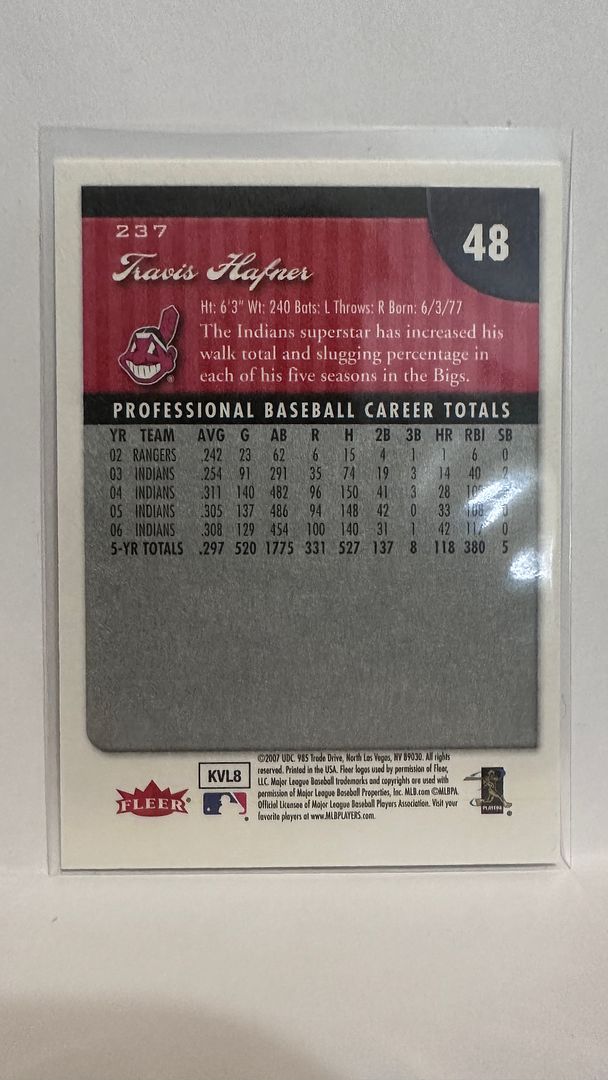 237
48
Travis Hafner
Ht: 6'3" Wt: 240 Bats: L Throws: R Born: 6/3/77
The Indians superstar has increased his
walk total and slugging percentage in
each of his five seasons in the Bigs.
PROFESSIONAL BASEBALL CAREER TOTALS
YR TEAM AVG G AB R H 2B 3B HR RBI SB
02 RANGERS .242 23 62 6 15 4 1 1 6 0
03 INDIANS .254 91 291 35 74 19 3 14 40 2
04 INDIANS .311 140 482 96 150 41 3 28
05 INDIANS .305 137 486 94 148 42 0 33
06 INDIANS .308 129 454 100 140 31 1 42 117 0
5-YR TOTALS .297 520 1775 331 527 137 8 118 380 5
©2007 UDC. 985 Trade Drive, North Las Vegas, NV 89030. All rights
reserved. Printed in the USA. Fleer logos used by permission of Fleer,
LLC. Major League Baseball trademarks and copyrights are used with
permission of Major League Baseball Properties, Inc. MLB.com ©MLBPA
Official Licensee of Major League Baseball Players Association. Visit your
favorite players at www.MLBPLAYERS.com.
KVL8
FLEER
PLAYERS